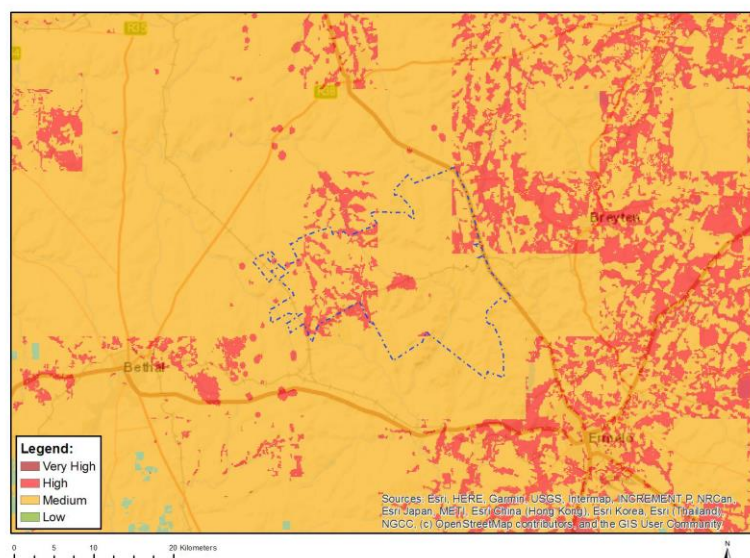 R35
R38
Breyten
Bethal
Ermelo
Legend:
Very High
High
Medium
Low
Sources: Esri, HERE, Garmin, USGS, Intermap, INCREMENT P, NRCan,
Esri Japan, METI, Esri China (Hong Kong), Esri Korea, Esri (Thailand),
NGCC, (c) OpenStreetMap contributors, and the GIS User Community
0 5 10 20 Kilometers